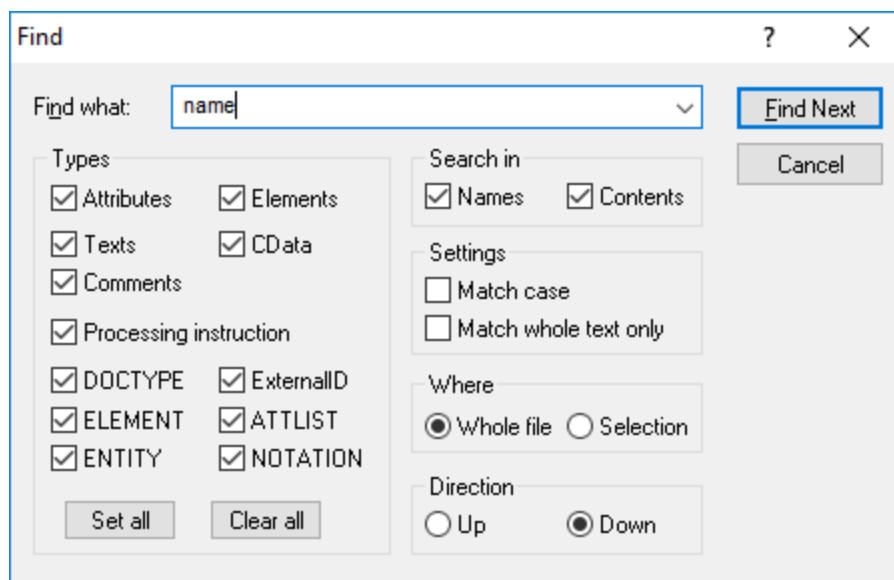 Find
?
Find what: name
Find Next
Cancel
Types
Attributes Elements
Texts CData
Comments
Processing instruction
DOCTYPE ExternalID
ELEMENT ATTLIST
ENTITY NOTATION
Set all Clear all
Search in
Names Contents
Settings
Match case
Match whole text only
Where
Whole file Selection
Direction
Up Down